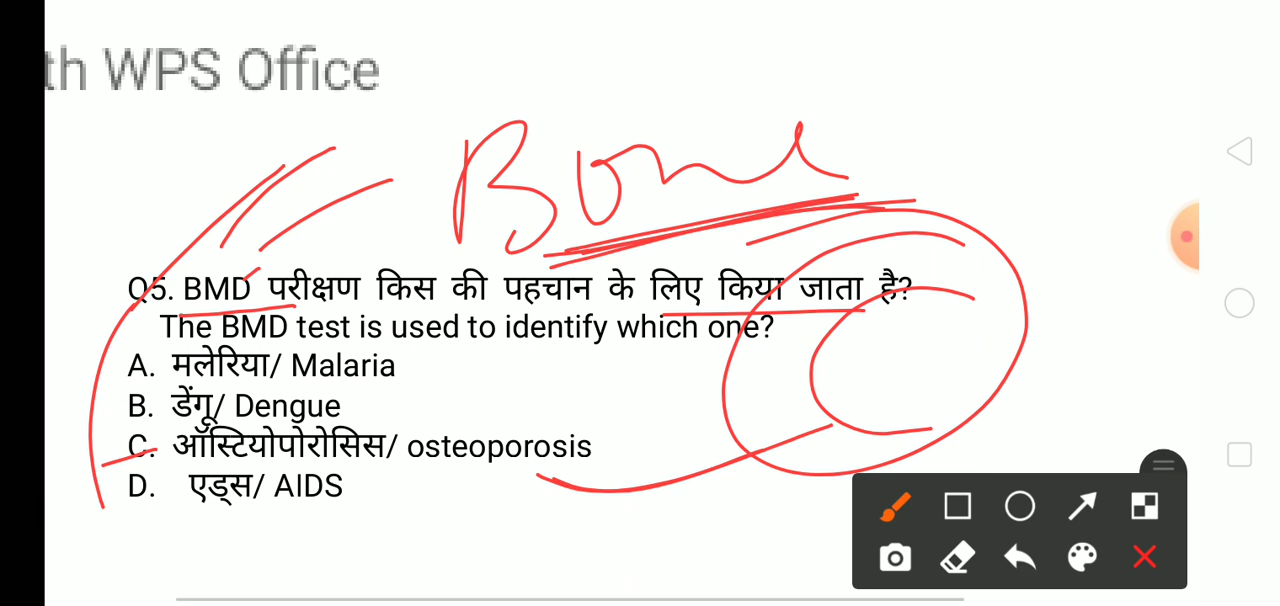 th WPS Office
Bone
Q5. BMD परीक्षण किस की पहचान के लिए किया जाता है?
The BMD test is used to identify which one?
A. मलेरिया/ Malaria
B. डेंगू/ Dengue
C. ऑस्टियोपोरोसिस/ osteoporosis
D. एड्स/ AIDS